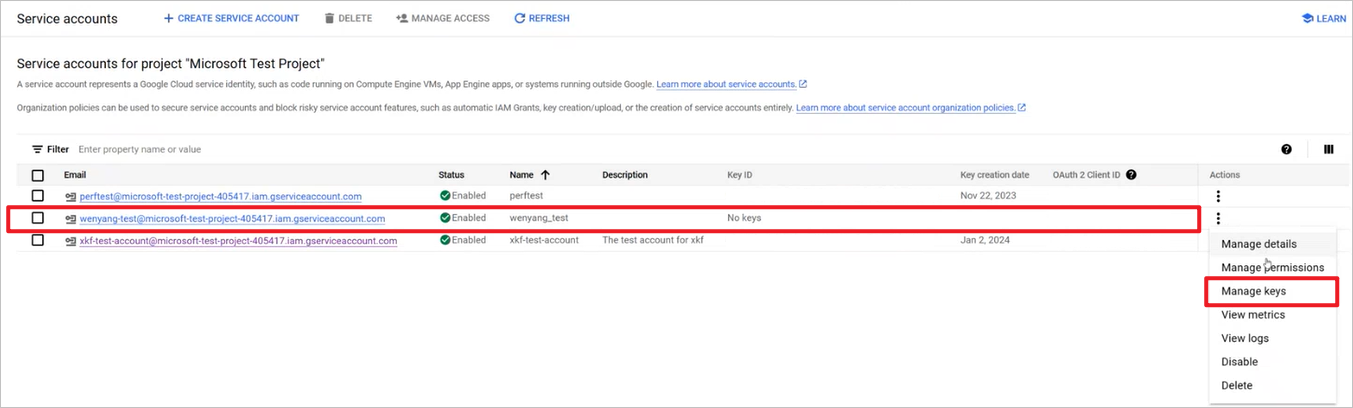 Service accounts CREATE SERVICE ACCOUNT DELETE MANAGE ACCESS REFRESH LEARN
Service accounts for project "Microsoft Test Project"
A service account represents a Google Cloud service identity, such as code running on Compute Engine VMs, App Engine apps, or systems running outside Google. Learn more about service accounts.
Organization policies can be used to secure service accounts and block risky service account features, such as automatic IAM Grants, key creation/upload, or the creation of service accounts entirely. Learn more about service account organization policies.
Filter Enter property name or value
Email Status Name Description Key ID Key creation date OAuth 2 Client ID Actions
perftest@microsoft-test-project-405417.iam.gserviceaccount.com Enabled perftest Nov 22, 2023
wenyang-test@microsoft-test-project-405417.iam.gserviceaccount.com Enabled wenyang_test No keys
xkf-test-account@microsoft-test-project-405417.iam.gserviceaccount.com Enabled xkf-test-account The test account for xkf Jan 2, 2024
Manage details
Manage permissions
Manage keys
View metrics
View logs
Disable
Delete